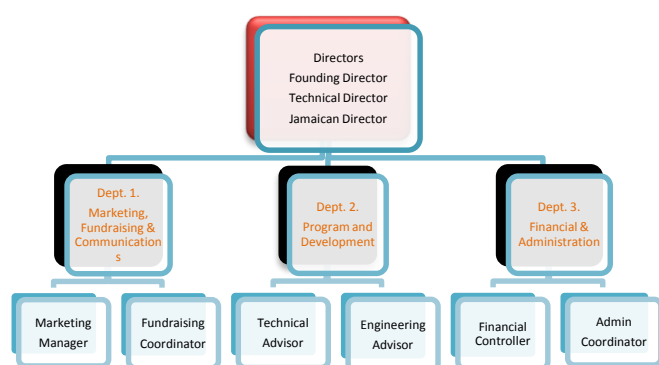 Directors
Founding Director
Technical Director
Jamaican Director
Dept. 1.
Marketing,
Fundraising &
Communication
s
Dept. 2.
Program and
Development
Dept. 3.
Financial &
Administration
Marketing
Manager
Fundraising
Coordinator
Technical
Advisor
Engineering
Advisor
Financial
Controller
Admin
Coordinator